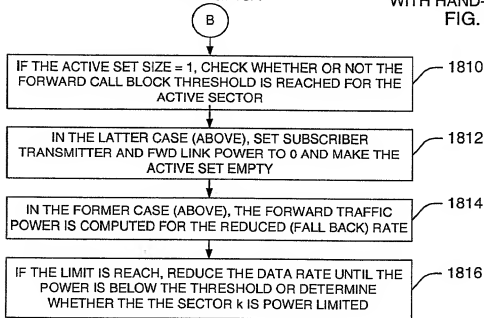 WITH HAND-
FIG.
B
IF THE ACTIVE SET SIZE = 1, CHECK WHETHER OR NOT THE
FORWARD CALL BLOCK THRESHOLD IS REACHED FOR THE
ACTIVE SECTOR
1810
IN THE LATTER CASE (ABOVE), SET SUBSCRIBER
TRANSMITTER AND FWD LINK POWER TO 0 AND MAKE THE
ACTIVE SET EMPTY
1812
IN THE FORMER CASE (ABOVE), THE FORWARD TRAFFIC
POWER IS COMPUTED FOR THE REDUCED (FALL BACK) RATE
1814
IF THE LIMIT IS REACH, REDUCE THE DATA RATE UNTIL THE
POWER IS BELOW THE THRESHOLD OR DETERMINE
WHETHER THE THE SECTOR k IS POWER LIMITED
1816